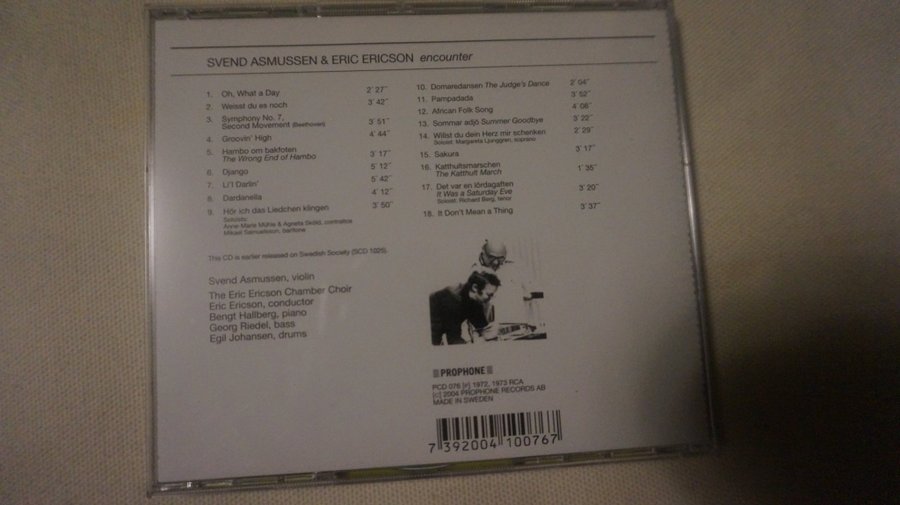 SVEND ASMUSSEN & ERIC ERICSON encounter
1. Oh, What a Day 2´27˝
2. Weisst du es noch 3´42˝
3. Symphony No. 7,
Second Movement (Beethoven) 3´51˝
4. Groovin' High 4´44˝
5. Hambo om bakfoten
The Wrong End of Hambo 3´17˝
6. Django 5´12˝
7. Li'l Darlin' 5´42˝
8. Dardanella 4´12˝
9. Hör ich das Liedchen klingen 3´50˝
Soloists:
Anne-Marie Mühle & Agneta Sköld, contraltos
Mikael Samuelsson, baritone
This CD is earlier released on Swedish Society (SCD 1025).
Svend Asmussen, violin
The Eric Ericson Chamber Choir
Eric Ericson, conductor
Bengt Hallberg, piano
Georg Riedel, bass
Egil Johansen, drums
10. Domaredansen The Judge's Dance 2´04˝
11. Pampadada 3´52˝
12. African Folk Song 4´08˝
13. Sommar adjö Summer Goodbye 3´22˝
14. Willst du dein Herz mir schenken 2´29˝
Soloist: Margareta Ljunggren, soprano
15. Sakura 3´17˝
16. Katthultsmarschen
The Katthult March 1´35˝
17. Det var en lördagaften
It Was a Saturday Eve 3´20˝
Soloist: Richard Berg, tenor
18. It Don't Mean a Thing 3´37˝
PROPHONE
PCD 076 [P] 1972, 1973 RCA
[C] 2004 PROPHONE RECORDS AB
MADE IN SWEDEN
7 392004 100767